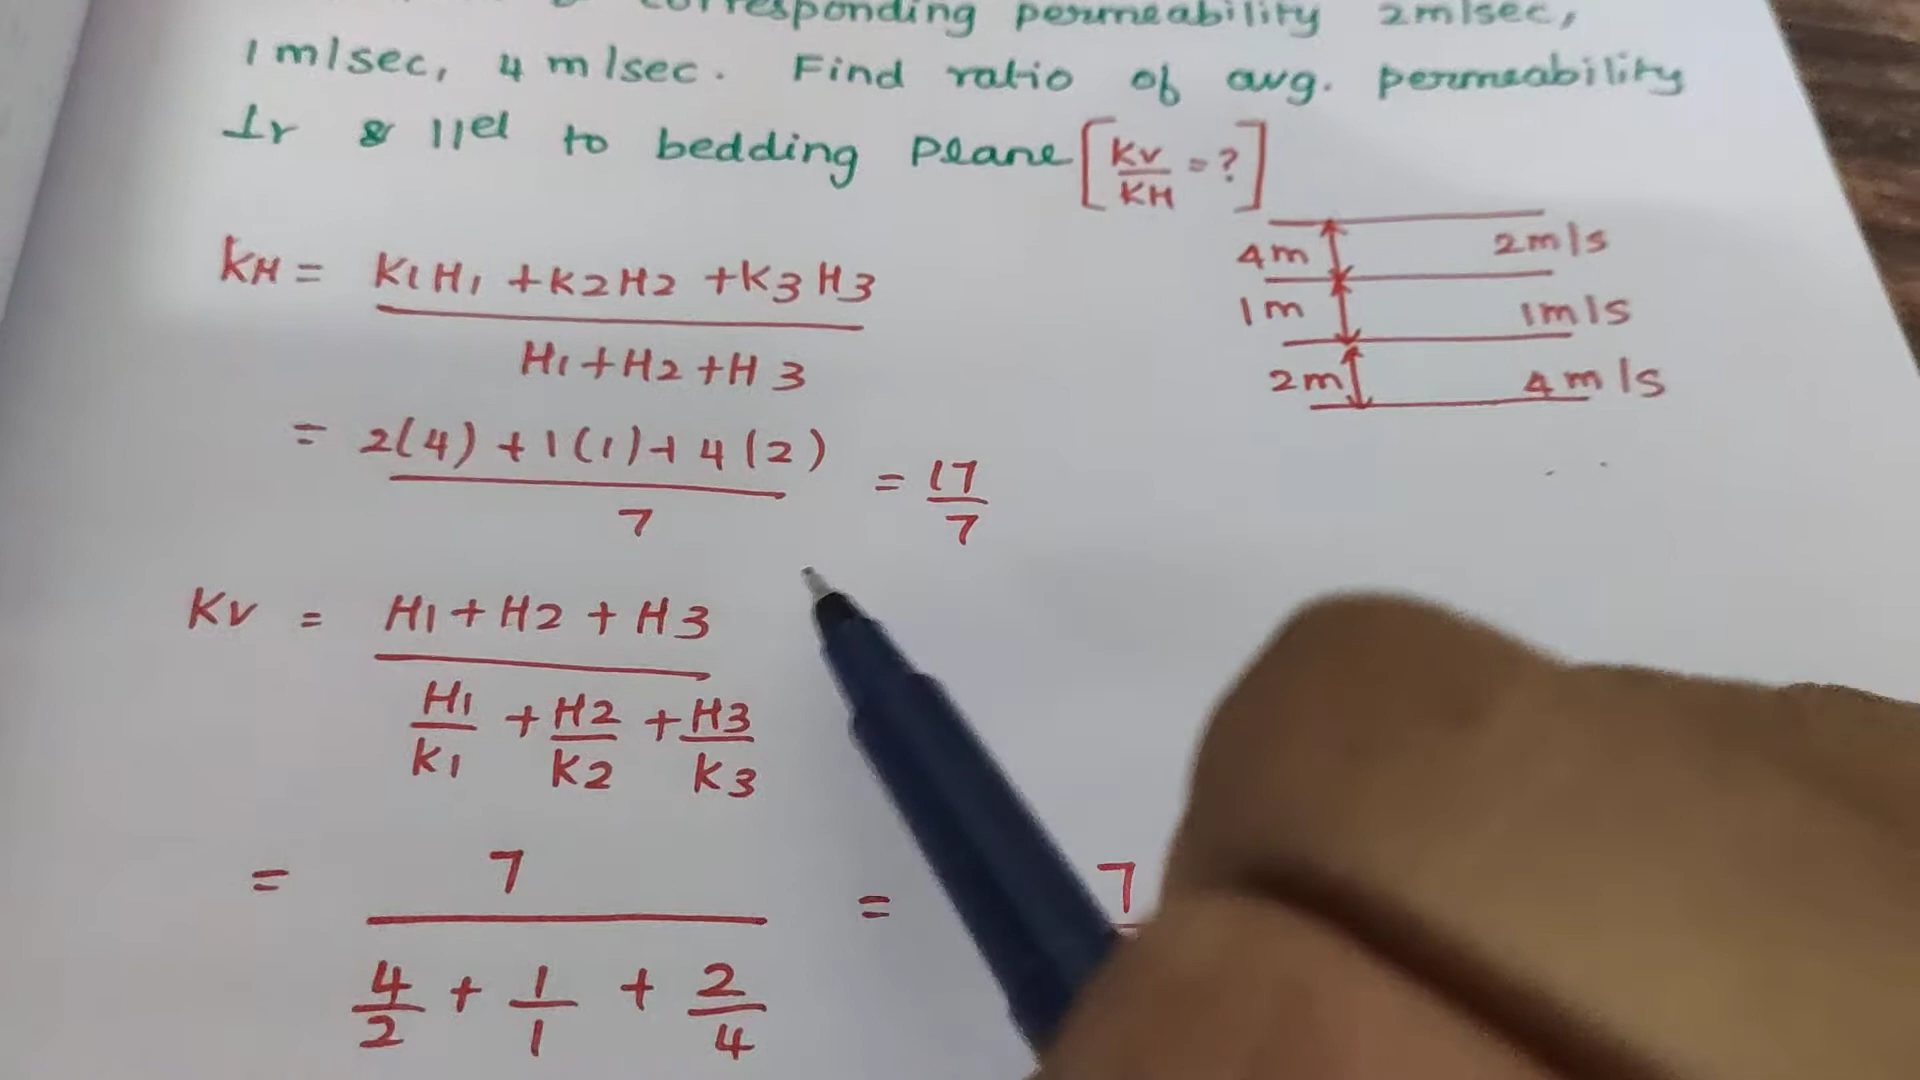 corresponding permeability 2m/sec,
1m/sec, 4m/sec. Find ratio of avg. permeability
⊥r & ||el to bedding plane [KV/KH = ?]
4m 2m/s
1m 1m/s
2m 4m/s
KH = K1H1 + K2H2 + K3H3
H1 + H2 + H3
= 2(4) + 1(1) + 4(2) = 17
7 7
KV = H1 + H2 + H3
H1/K1 + H2/K2 + H3/K3
= 7 = 7
4/2 + 1/1 + 2/4